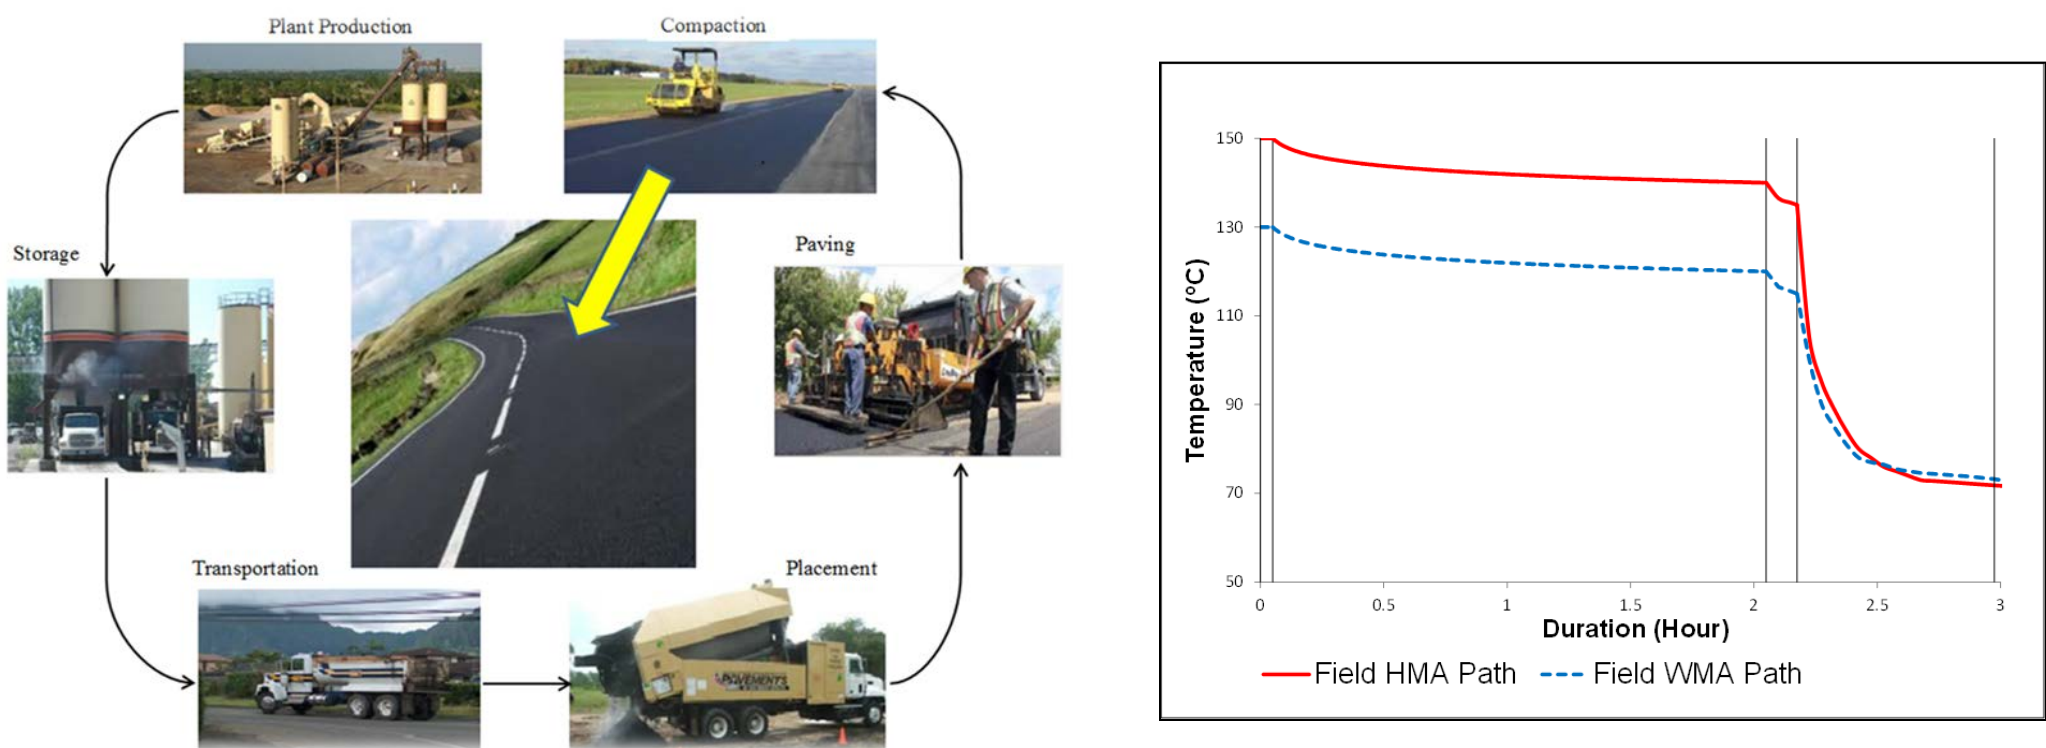 Plant Production
Compaction
Storage
Paving
Transportation
Placement
PAVEMENTS
150
130
110
90
70
50
0
0.5
1
1.5
2
2.5
3
Temperature (°C)
Duration (Hour)
Field HMA Path
Field WMA Path